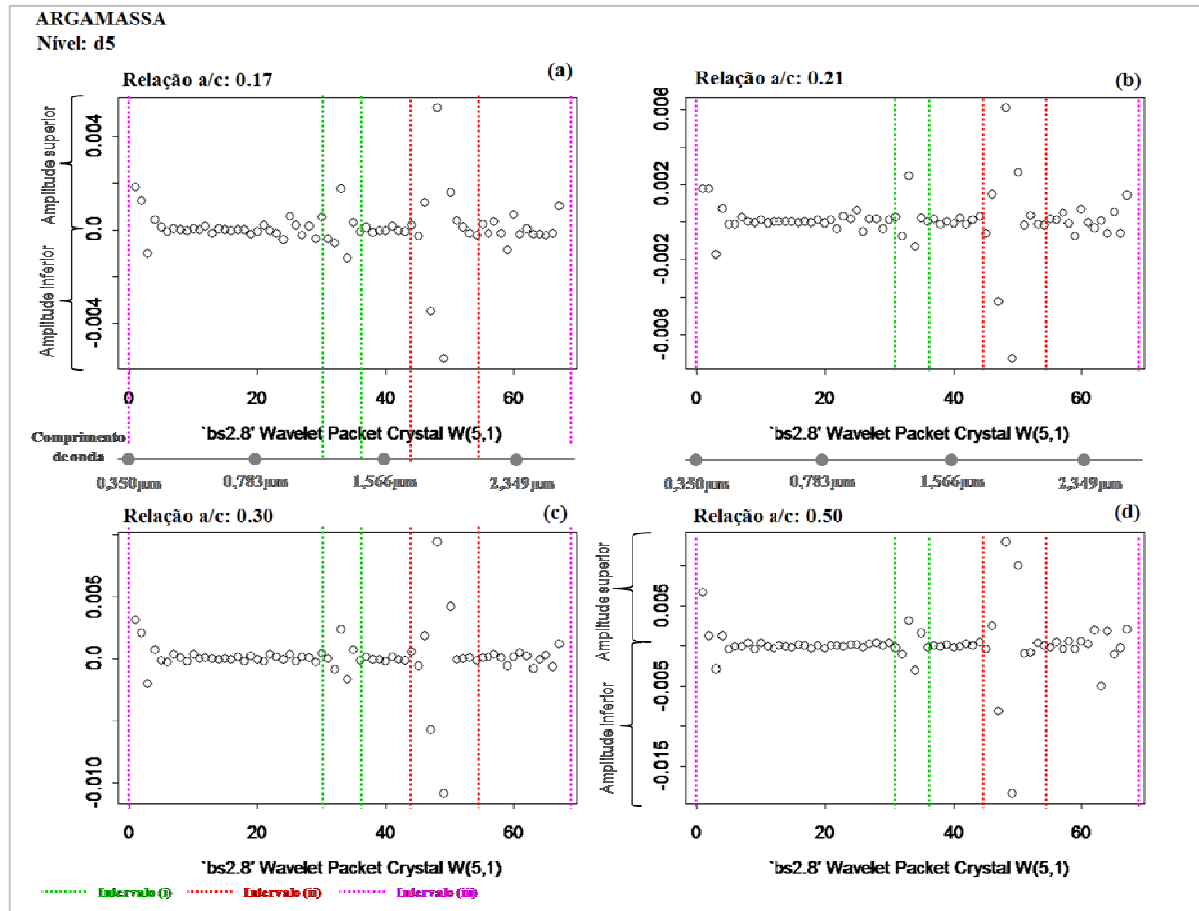 ARGAMASSA
Nível: d5
Relação a/c: 0.17
(a)
Amplitude superior
Amplitude Inferior
0.004
0.0
-0.004
0 20 40 60
`bs2.8' Wavelet Packet Crystal W(5,1)
Relação a/c: 0.21
(b)
0.006
0.002
-0.002
-0.008
0 20 40 60
`bs2.8' Wavelet Packet Crystal W(5,1)
Comprimento
de onda
0,350µm 0,783µm 1,566µm 2,349µm
0,350µm 0,783µm 1,566µm 2,349µm
Relação a/c: 0.30
(c)
0.005
0.0
-0.010
0 20 40 60
`bs2.8' Wavelet Packet Crystal W(5,1)
Relação a/c: 0.50
(d)
Amplitude superior
Amplitude Inferior
0.005
-0.005
-0.015
0 20 40 60
`bs2.8' Wavelet Packet Crystal W(5,1)
Intervalo (i) Intervalo (ii) Intervalo (iii)